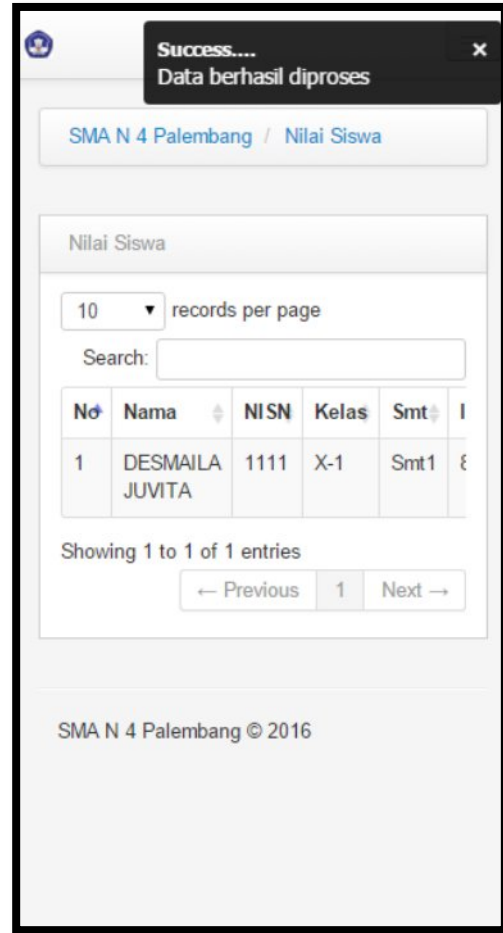 Success....
Data berhasil diproses
×
SMA N 4 Palembang / Nilai Siswa
Nilai Siswa
10 records per page
Search:
No Nama NISN Kelas Smt
1 DESMAILA JUVITA 1111 X-1 Smt1
Showing 1 to 1 of 1 entries
← Previous 1 Next →
SMA N 4 Palembang © 2016